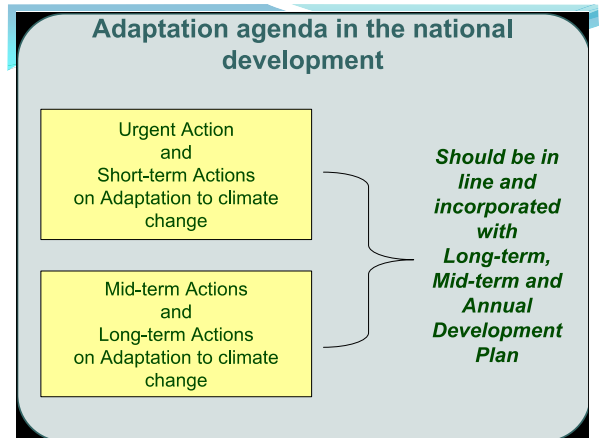 Adaptation agenda in the national
development
Urgent Action
and
Short-term Actions
on Adaptation to climate
change
Mid-term Actions
and
Long-term Actions
on Adaptation to climate
change
Should be in
line and
incorporated
with
Long-term,
Mid-term and
Annual
Development
Plan